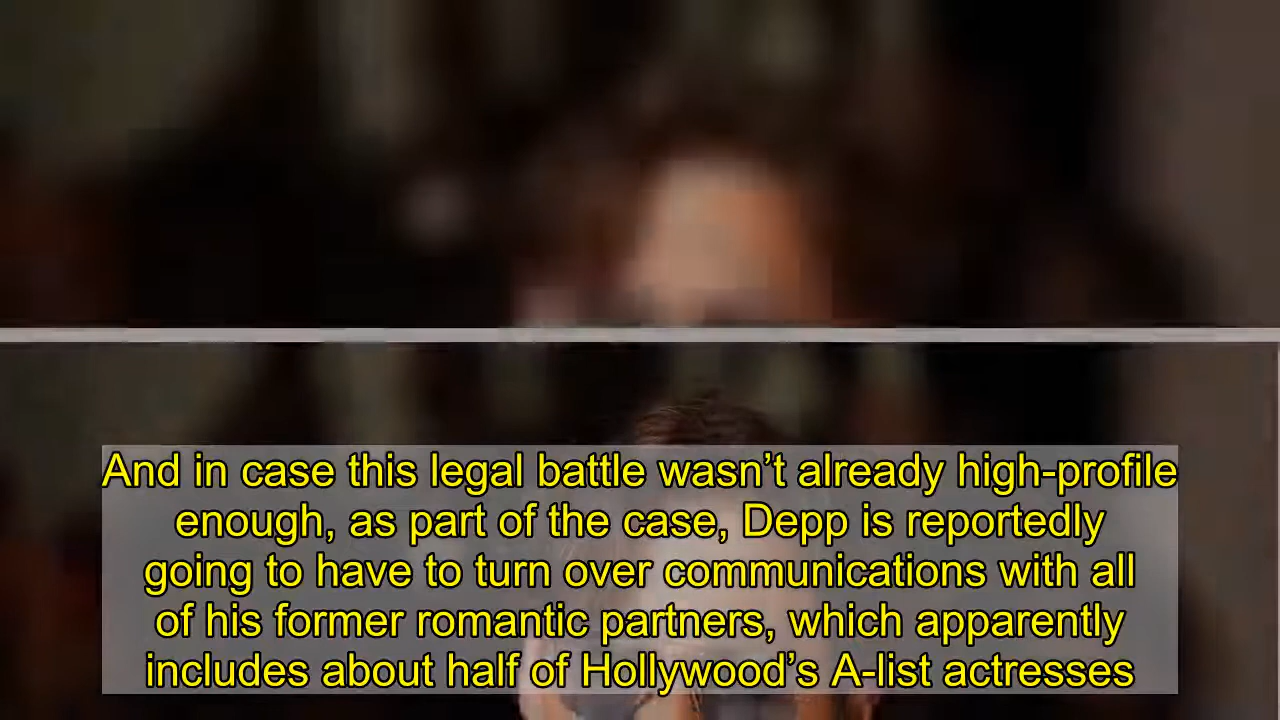 And in case this legal battle wasn’t already high-profile
enough, as part of the case, Depp is reportedly
going to have to turn over communications with all
of his former romantic partners, which apparently
includes about half of Hollywood’s A-list actresses